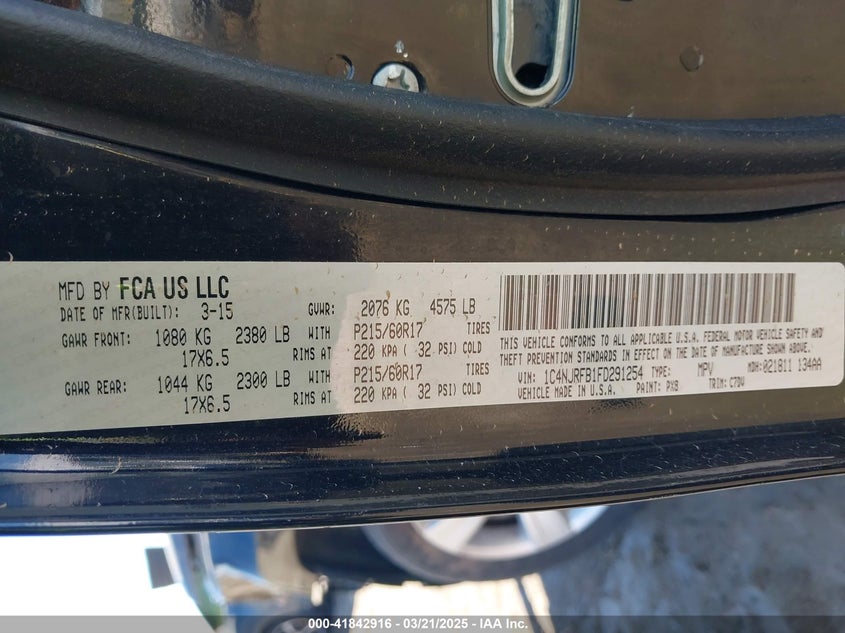 MFD BY FCA US LLC
DATE OF MFR(BUILT): 3-15 GVWR: 2076 KG 4575 LB
GAWR FRONT: 1080 KG 2380 LB WITH P215/60R17 TIRES
17X6.5 RIMS AT 220 KPA ( 32 PSI) COLD
GAWR REAR: 1044 KG 2300 LB WITH P215/60R17 TIRES
17X6.5 RIMS AT 220 KPA ( 32 PSI) COLD
THIS VEHICLE CONFORMS TO ALL APPLICABLE U.S.A. FEDERAL MOTOR VEHICLE SAFETY AND
THEFT PREVENTION STANDARDS IN EFFECT ON THE DATE OF MANUFACTURE SHOWN ABOVE.
VIN: 1C4NJRFB1FD291254 TYPE: MPV MDH: 021811 134AA
VEHICLE MADE IN U.S.A. PAINT: PXB TRIM: C7DV
000-41842916 - 03/21/2025 - IAA Inc.